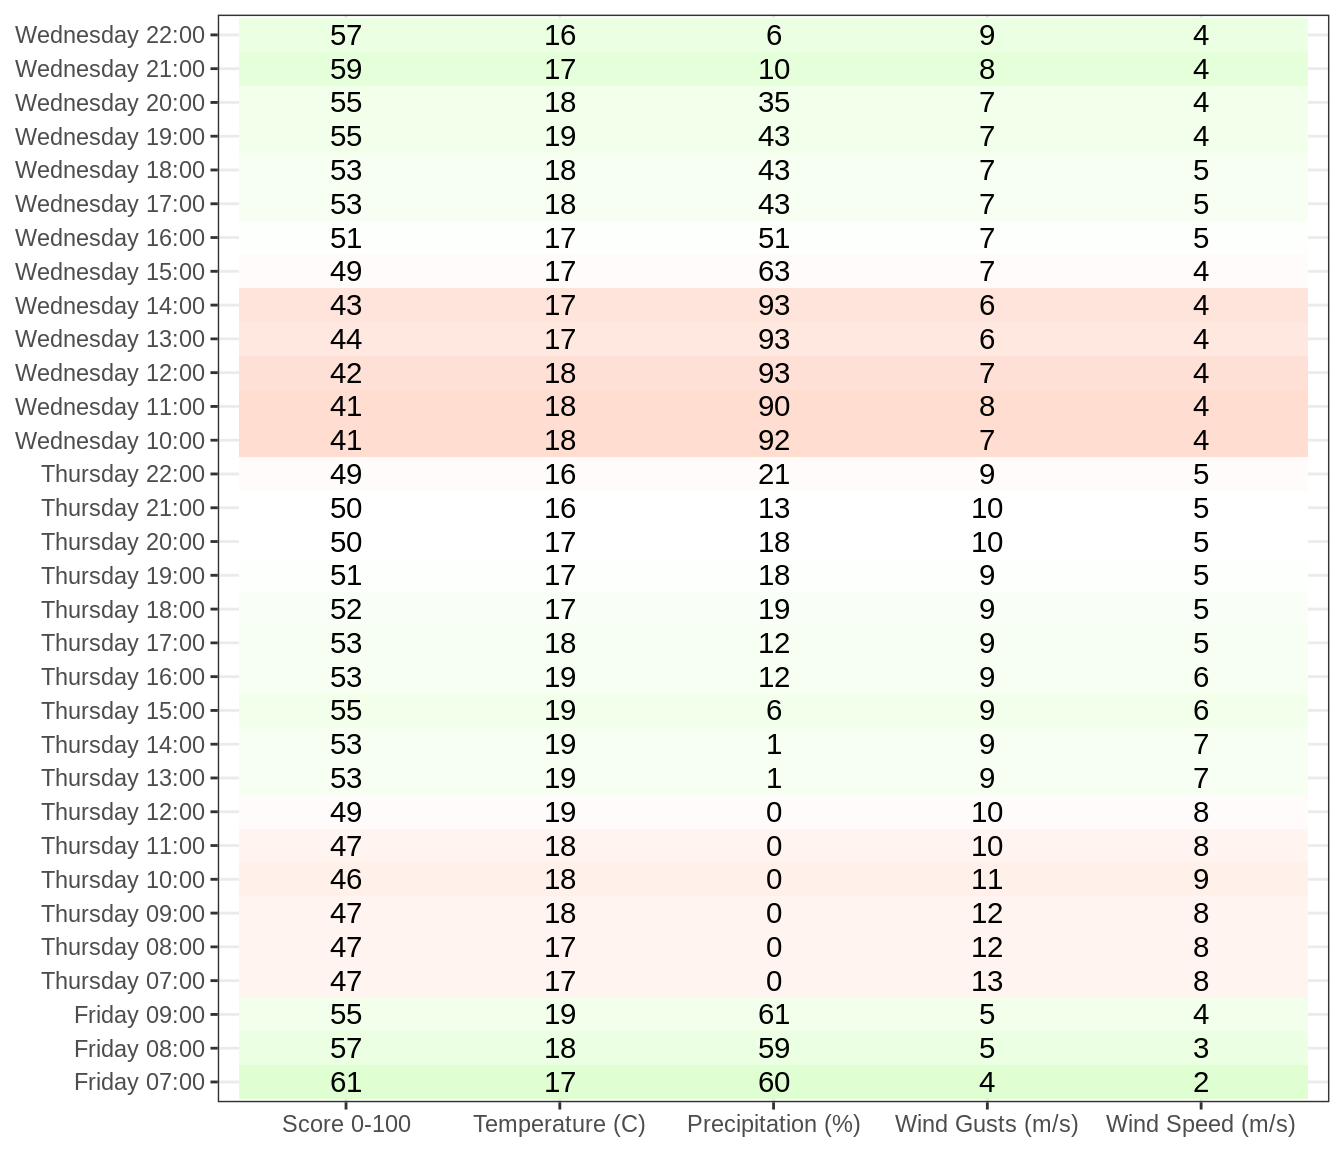 Wednesday 22:00 57 16 6 9 4
Wednesday 21:00 59 17 10 8 4
Wednesday 20:00 55 18 35 7 4
Wednesday 19:00 55 19 43 7 4
Wednesday 18:00 53 18 43 7 5
Wednesday 17:00 53 18 43 7 5
Wednesday 16:00 51 17 51 7 5
Wednesday 15:00 49 17 63 7 4
Wednesday 14:00 43 17 93 6 4
Wednesday 13:00 44 17 93 6 4
Wednesday 12:00 42 18 93 7 4
Wednesday 11:00 41 18 90 8 4
Wednesday 10:00 41 18 92 7 4
Thursday 22:00 49 16 21 9 5
Thursday 21:00 50 16 13 10 5
Thursday 20:00 50 17 18 10 5
Thursday 19:00 51 17 18 9 5
Thursday 18:00 52 17 19 9 5
Thursday 17:00 53 18 12 9 5
Thursday 16:00 53 19 12 9 6
Thursday 15:00 55 19 6 9 6
Thursday 14:00 53 19 1 9 7
Thursday 13:00 53 19 1 9 7
Thursday 12:00 49 19 0 10 8
Thursday 11:00 47 18 0 10 8
Thursday 10:00 46 18 0 11 9
Thursday 09:00 47 18 0 12 8
Thursday 08:00 47 17 0 12 8
Thursday 07:00 47 17 0 13 8
Friday 09:00 55 19 61 5 4
Friday 08:00 57 18 59 5 3
Friday 07:00 61 17 60 4 2
Score 0-100 Temperature (C) Precipitation (%) Wind Gusts (m/s) Wind Speed (m/s)